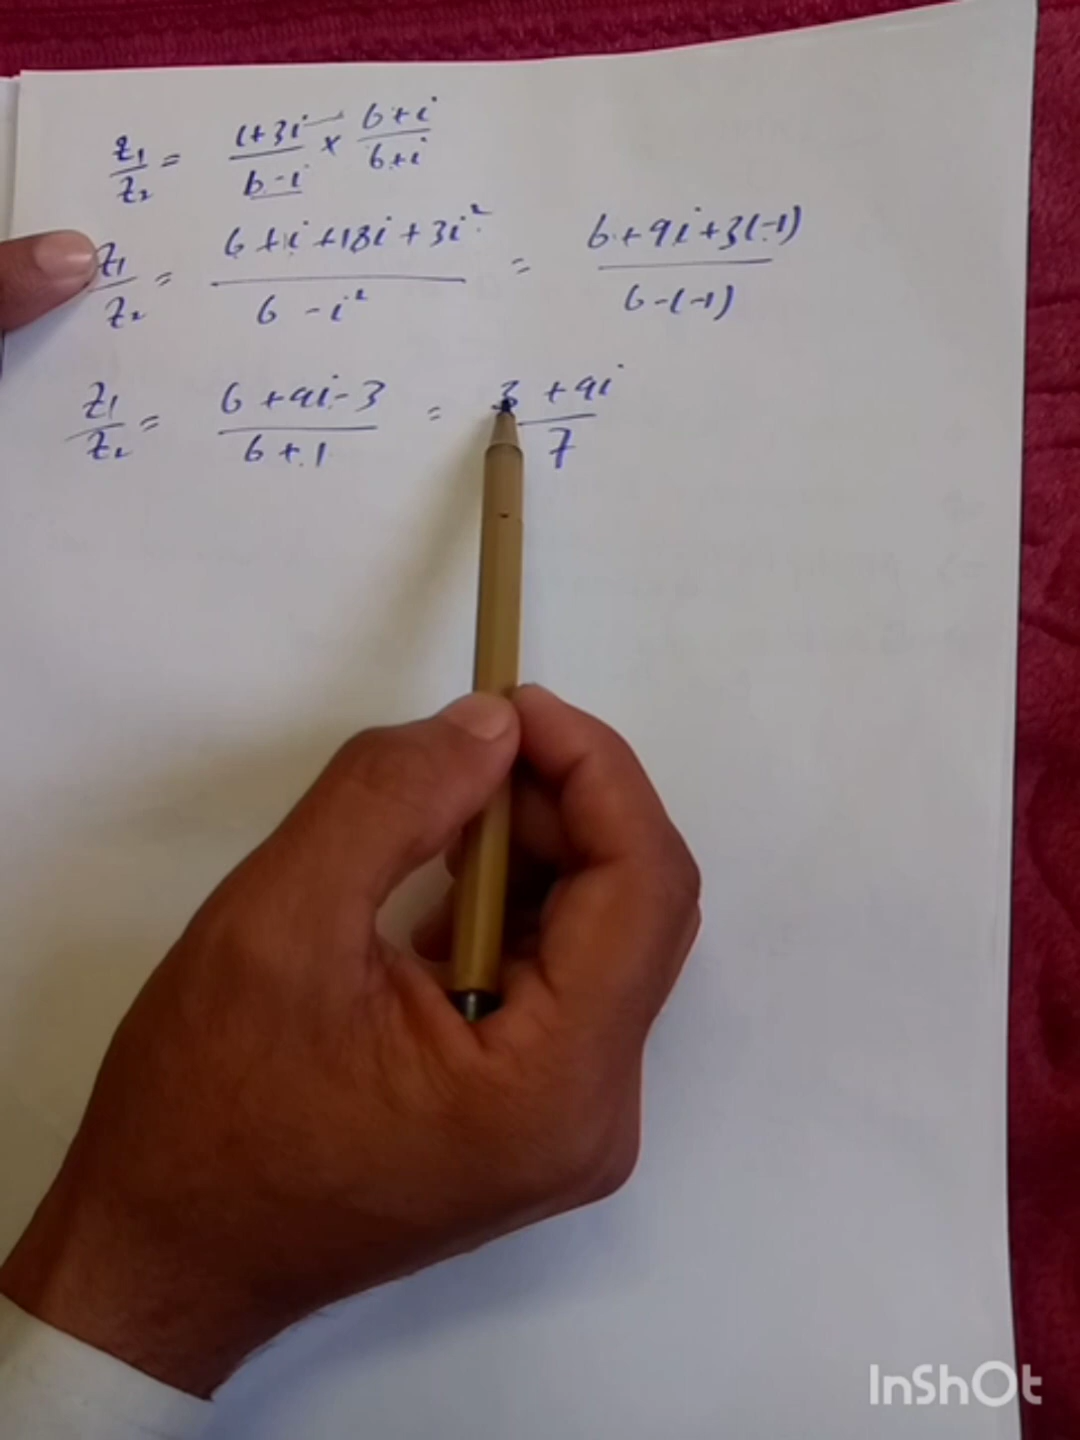 z₁/z₂ = (1+3i)/(6-i) × (6+i)/(6+i)
z₁/z₂ = (6+i+18i+3i²)/(6-i²) = (6+9i+3(-1))/(6-(-1))
z₁/z₂ = (6+9i-3)/(6+1) = (3+9i)/7
InShOt